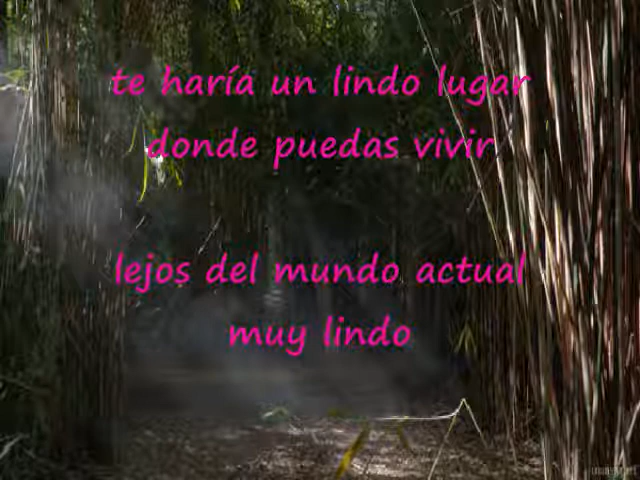 te haría un lindo lugar
donde puedas vivir
lejos del mundo actual
muy lindo